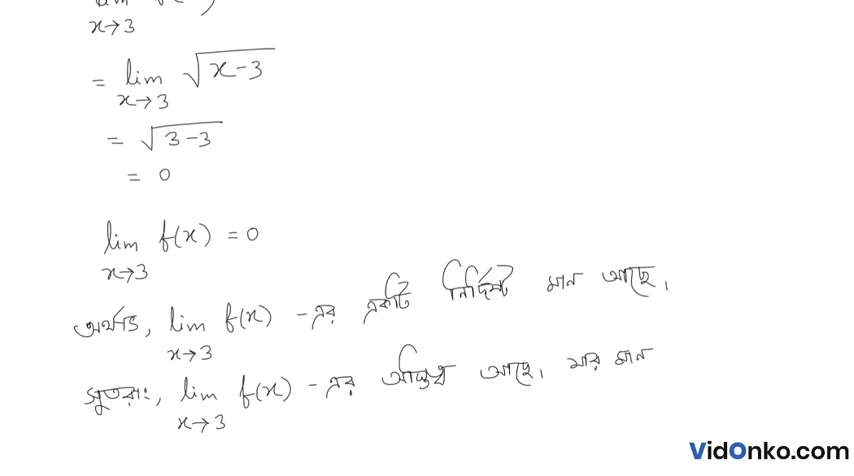 x→3
= lim √(x-3)
x→3
= √(3-3)
= 0
lim f(x) = 0
x→3
অর্থাৎ, lim f(x) -এর একটি নির্দিষ্ট মান আছে।
x→3
সুতরাং, lim f(x) -এর অস্তিত্ব আছে। যার মান
x→3
VidOnko.com